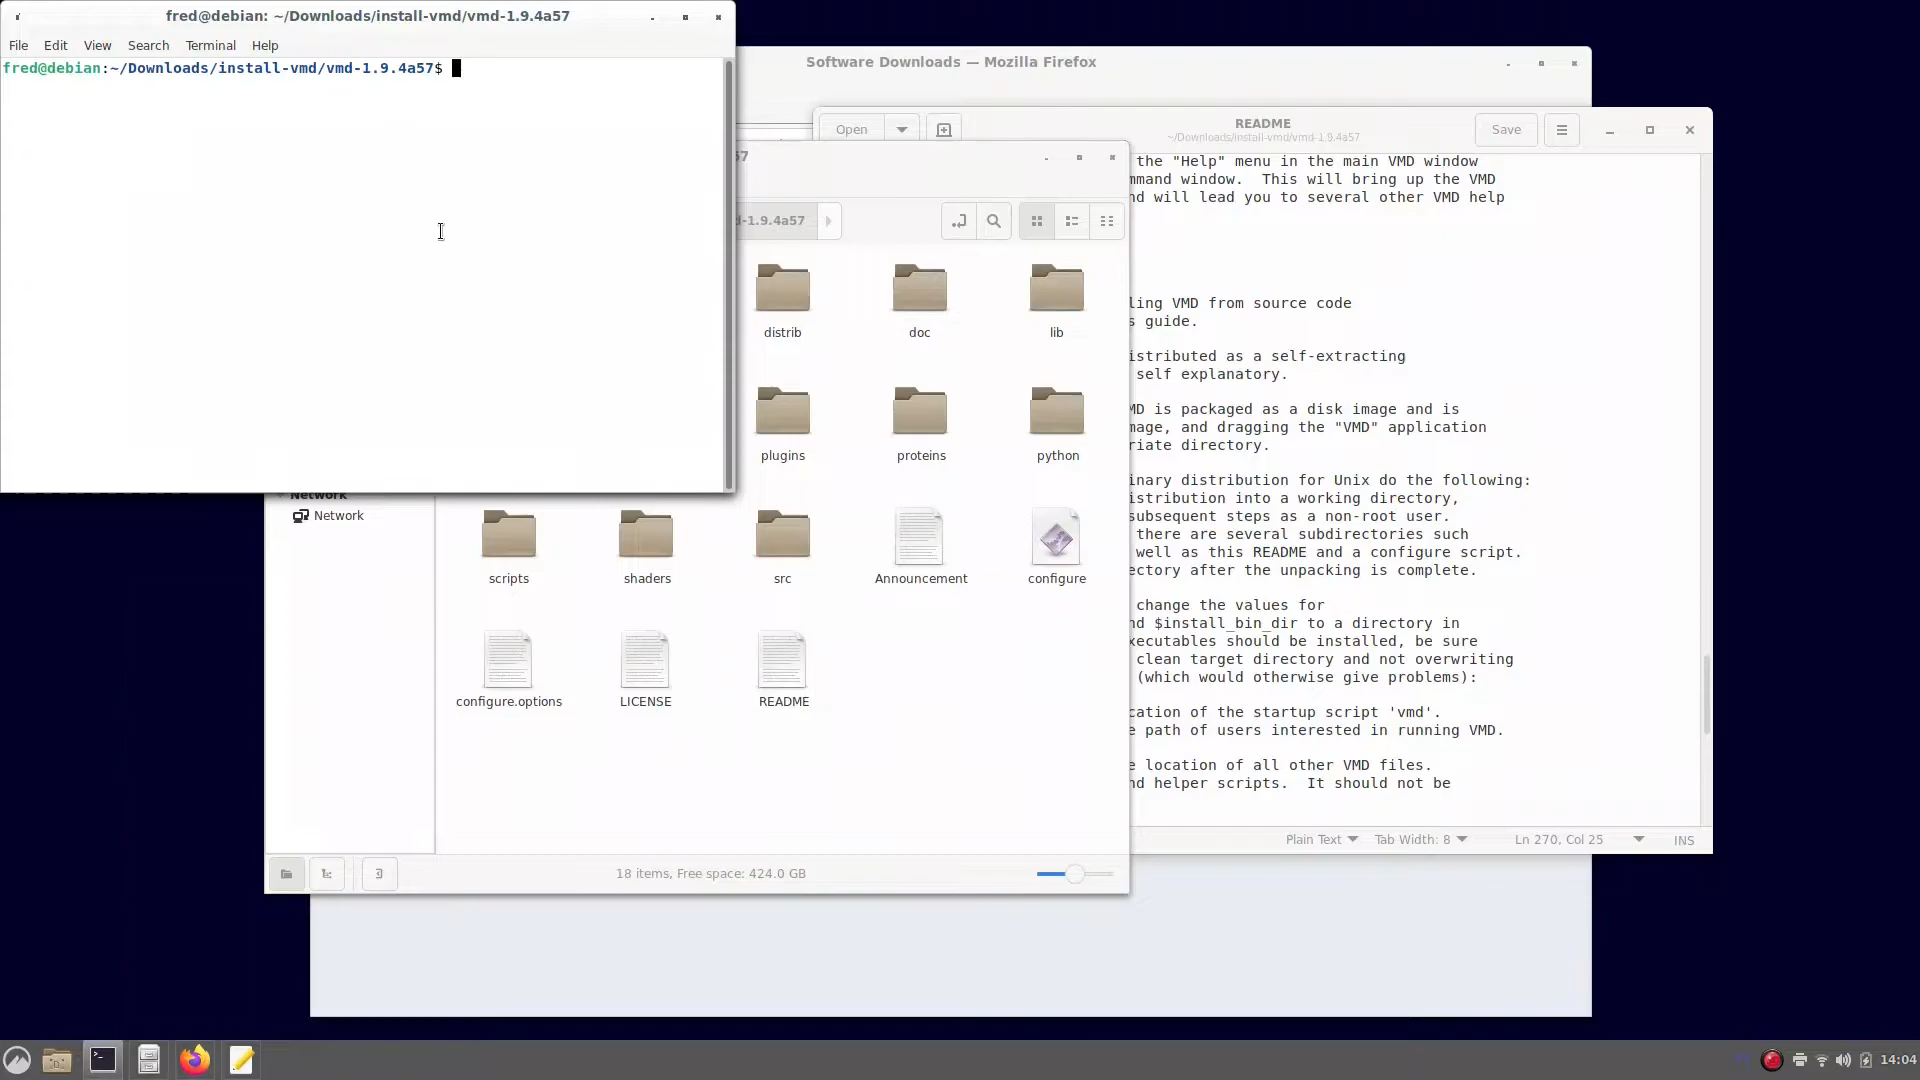 fred@debian: ~/Downloads/install-vmd/vmd-1.9.4a57
File Edit View Search Terminal Help
fred@debian:~/Downloads/install-vmd/vmd-1.9.4a57$
Software Downloads — Mozilla Firefox
Open
README
~/Downloads/install-vmd/vmd-1.9.4a57
Save
the "Help" menu in the main VMD window
mmand window.  This will bring up the VMD
nd will lead you to several other VMD help
ling VMD from source code
s guide.
istributed as a self-extracting
self explanatory.
MD is packaged as a disk image and is
mage, and dragging the "VMD" application
riate directory.
inary distribution for Unix do the following:
istribution into a working directory,
subsequent steps as a non-root user.
there are several subdirectories such
well as this README and a configure script.
ectory after the unpacking is complete.
change the values for
nd $install_bin_dir to a directory in
xecutables should be installed, be sure
clean target directory and not overwriting
(which would otherwise give problems):
cation of the startup script 'vmd'.
e path of users interested in running VMD.
e location of all other VMD files.
nd helper scripts.  It should not be
Plain Text Tab Width: 8 Ln 270, Col 25 INS
57
d-1.9.4a57
distrib doc lib
plugins proteins python
Network
Network
scripts shaders src Announcement configure
configure.options LICENSE README
18 items, Free space: 424.0 GB
14:04